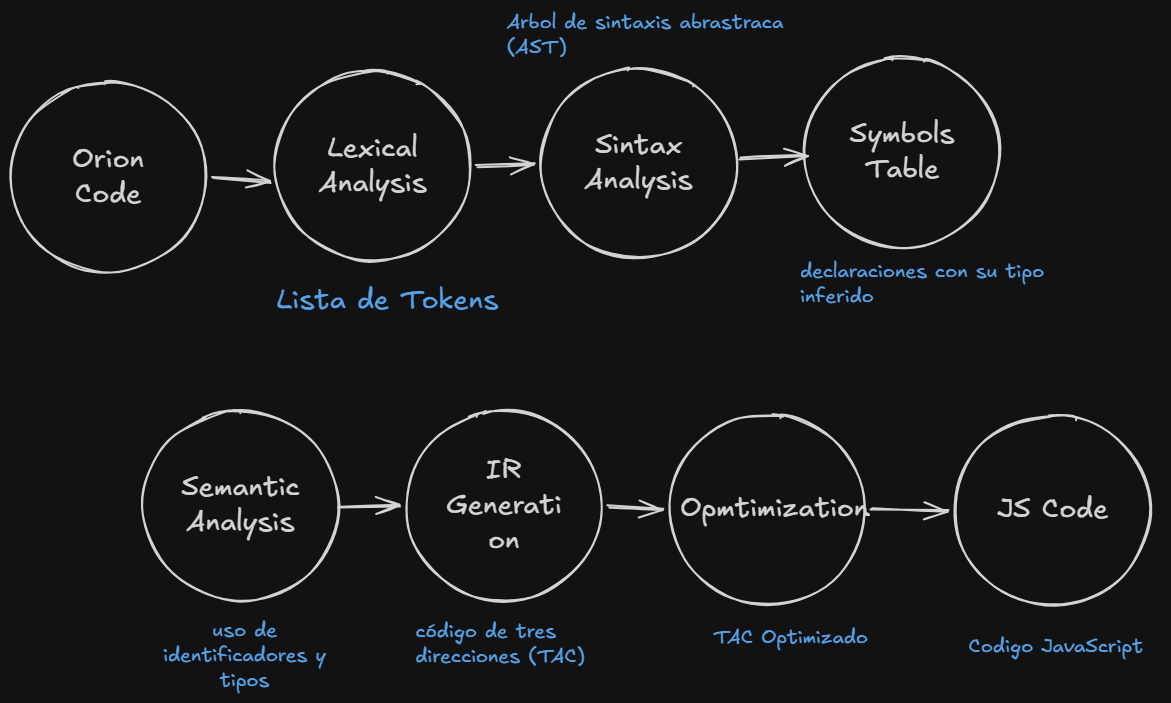 Arbol de sintaxis abrastraca
(AST)
Orion
Code
Lexical
Analysis
Sintax
Analysis
Symbols
Table
Lista de Tokens
declaraciones con su tipo
inferido
Semantic
Analysis
IR
Generati
on
Opmtimization
JS Code
uso de
identificadores y
tipos
código de tres
direcciones (TAC)
TAC Optimizado
Codigo JavaScript